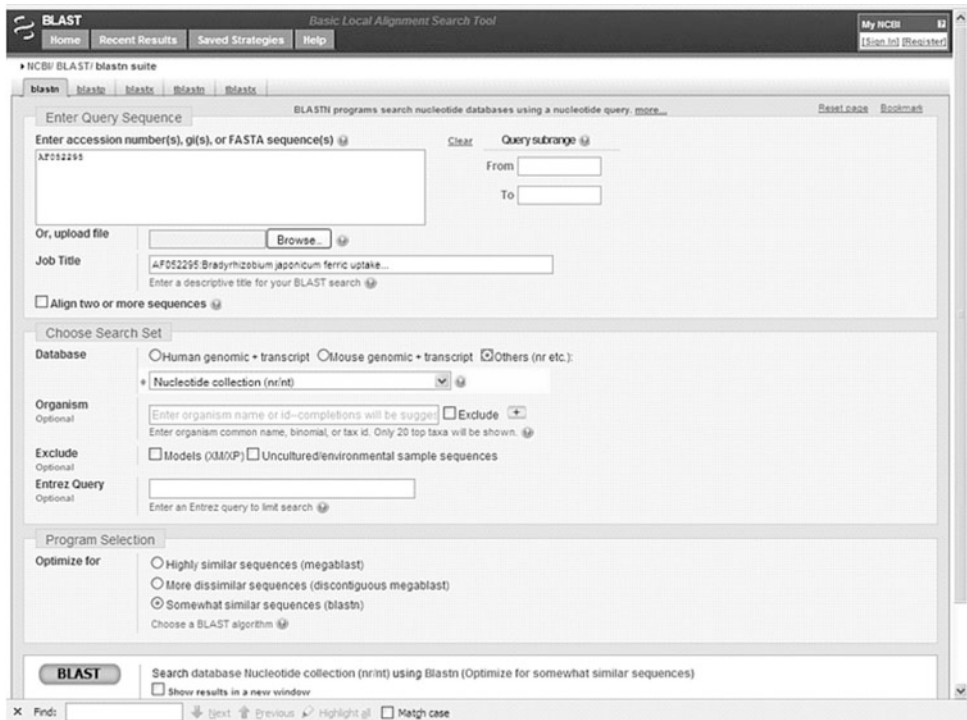 BLAST Basic Local Alignment Search Tool My NCBI
Home Recent Results Saved Strategies Help [Sign In] [Register]
NCBI/ BLAST/ blastn suite
blastn blastp blastx tblastn tblastx
BLASTN programs search nucleotide databases using a nucleotide query. more... Reset page Bookmark
Enter Query Sequence
Enter accession number(s), gi(s), or FASTA sequence(s) Clear Query subrange
AF052295
From
To
Or, upload file Browse..
Job Title AF052295:Bradyrhizobium japonicum ferric uptake...
Enter a descriptive title for your BLAST search
Align two or more sequences
Choose Search Set
Database Human genomic + transcript Mouse genomic + transcript Others (nr etc.):
Nucleotide collection (nr/nt)
Organism
Optional
Enter organism name or id--completions will be sugges Exclude +
Enter organism common name, binomial, or tax id. Only 20 top taxa will be shown.
Exclude Models (XM/XP) Uncultured/environmental sample sequences
Optional
Entrez Query
Optional
Enter an Entrez query to limit search
Program Selection
Optimize for Highly similar sequences (megablast)
More dissimilar sequences (discontiguous megablast)
Somewhat similar sequences (blastn)
Choose a BLAST algorithm
BLAST Search database Nucleotide collection (nr/nt) using Blastn (Optimize for somewhat similar sequences)
Show results in a new window
× Find: Next Previous Highlight all Match case